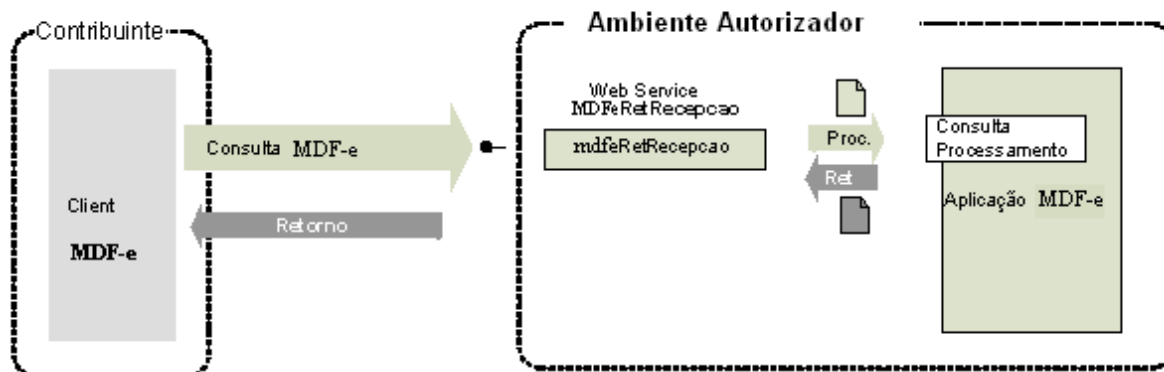 Contribuinte
Ambiente Autorizador
Client
MDF-e
Consulta MDF-e
Retorno
Web Service
MDFeRetRecepcao
mdfeRetRecepcao
Proc.
Ret
Consulta
Processamento
Aplicação MDF-e